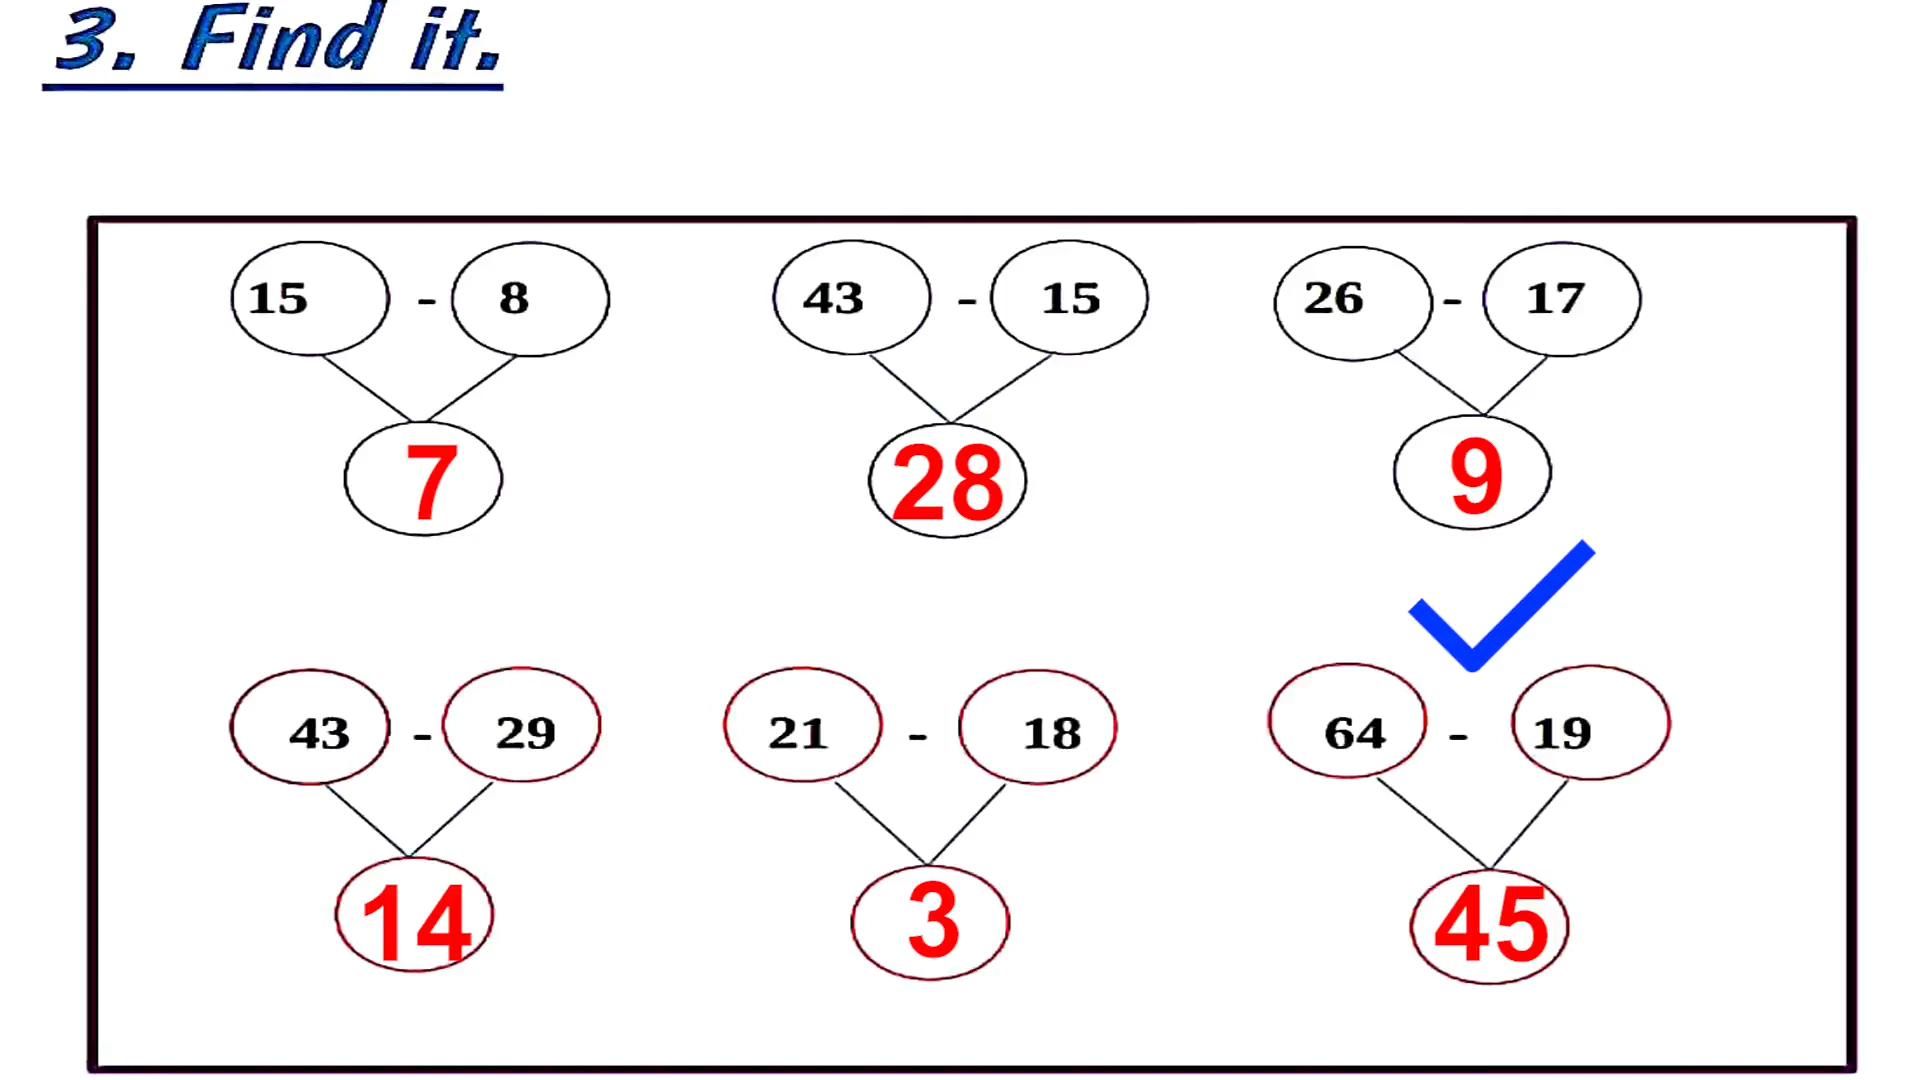 3. Find it.
15 - 8 43 - 15 26 - 17
7 28 9
43 - 29 21 - 18 64 - 19
14 3 45